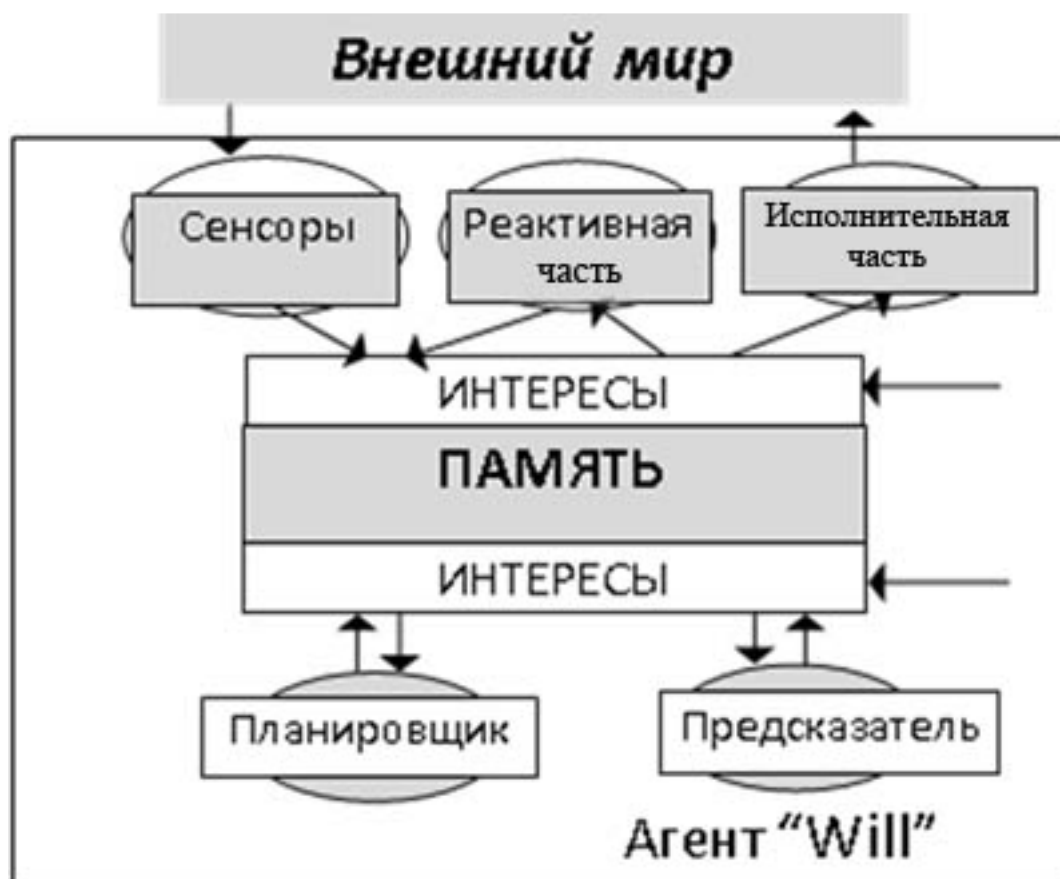 Внешний мир
Сенсоры
Реактивная
часть
Исполнительная
часть
ИНТЕРЕСЫ
ПАМЯТЬ
ИНТЕРЕСЫ
Планировщик
Предсказатель
Агент “Will”